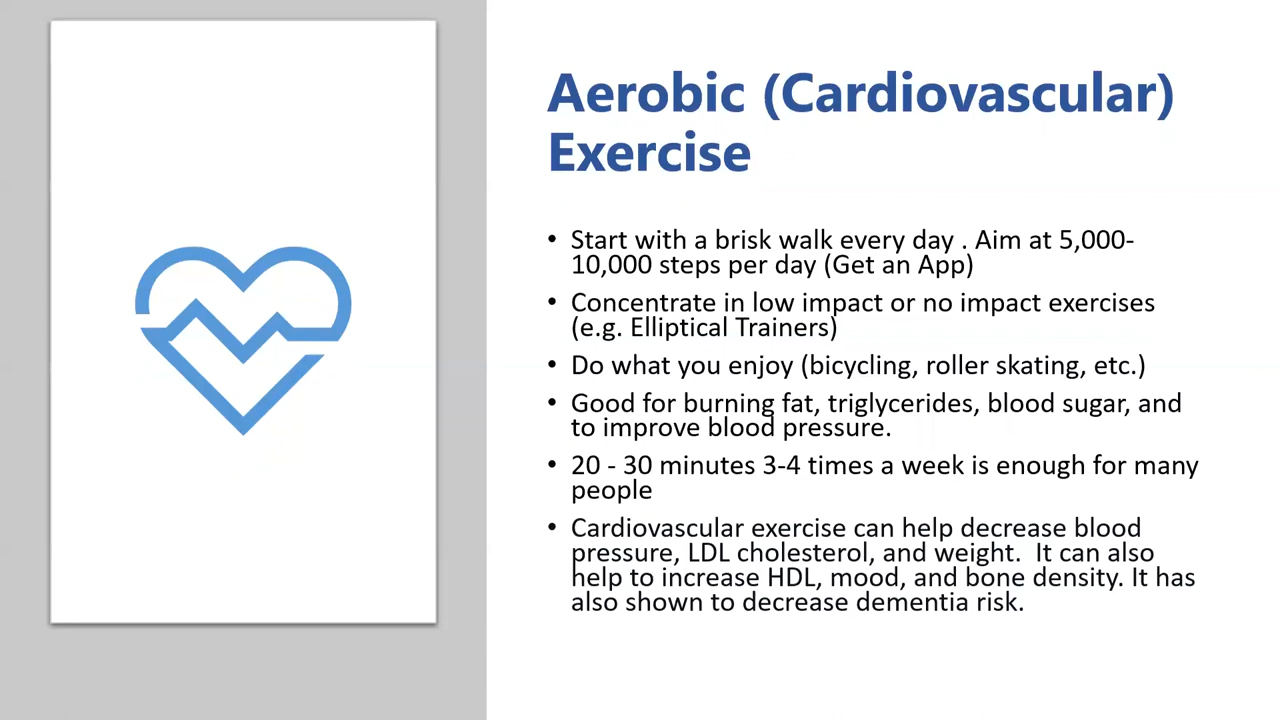 Aerobic (Cardiovascular)
Exercise
• Start with a brisk walk every day . Aim at 5,000-
10,000 steps per day (Get an App)
• Concentrate in low impact or no impact exercises
(e.g. Elliptical Trainers)
• Do what you enjoy (bicycling, roller skating, etc.)
• Good for burning fat, triglycerides, blood sugar, and
to improve blood pressure.
• 20 - 30 minutes 3-4 times a week is enough for many
people
• Cardiovascular exercise can help decrease blood
pressure, LDL cholesterol, and weight.  It can also
help to increase HDL, mood, and bone density. It has
also shown to decrease dementia risk.